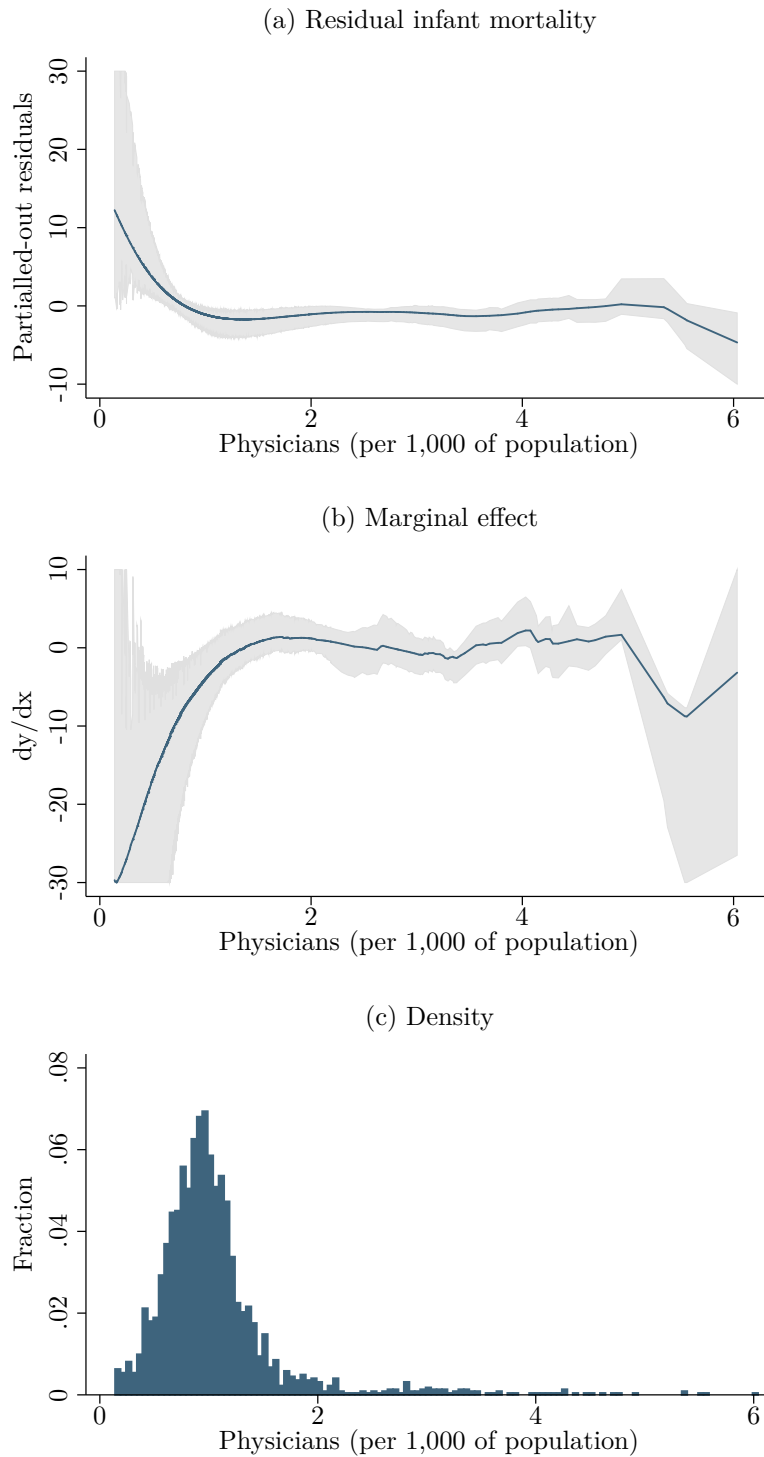 (a) Residual infant mortality
Partialled-out residuals
30
20
10
0
-10
0 2 4 6
Physicians (per 1,000 of population)
(b) Marginal effect
dy/dx
10
0
-10
-20
-30
0 2 4 6
Physicians (per 1,000 of population)
(c) Density
Fraction
.08
.06
.04
.02
0
0 2 4 6
Physicians (per 1,000 of population)